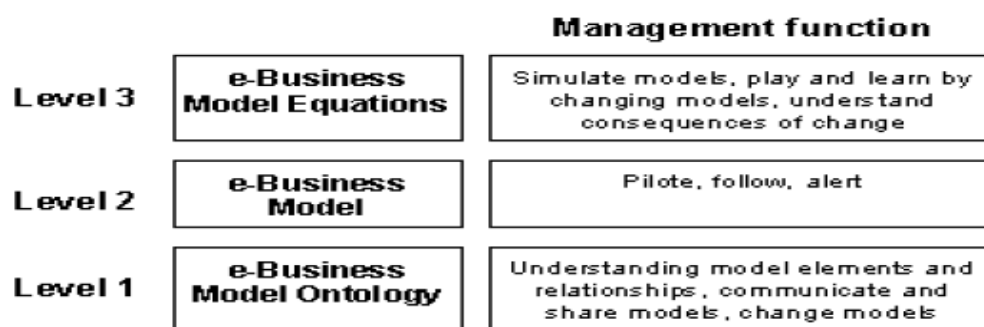 Management function
Level 3
e-Business
Model Equations
Simulate models, play and learn by
changing models, understand
consequences of change
Level 2
e-Business
Model
Pilote, follow, alert
Level 1
e-Business
Model Ontology
Understanding model elements and
relationships, communicate and
share models, change models